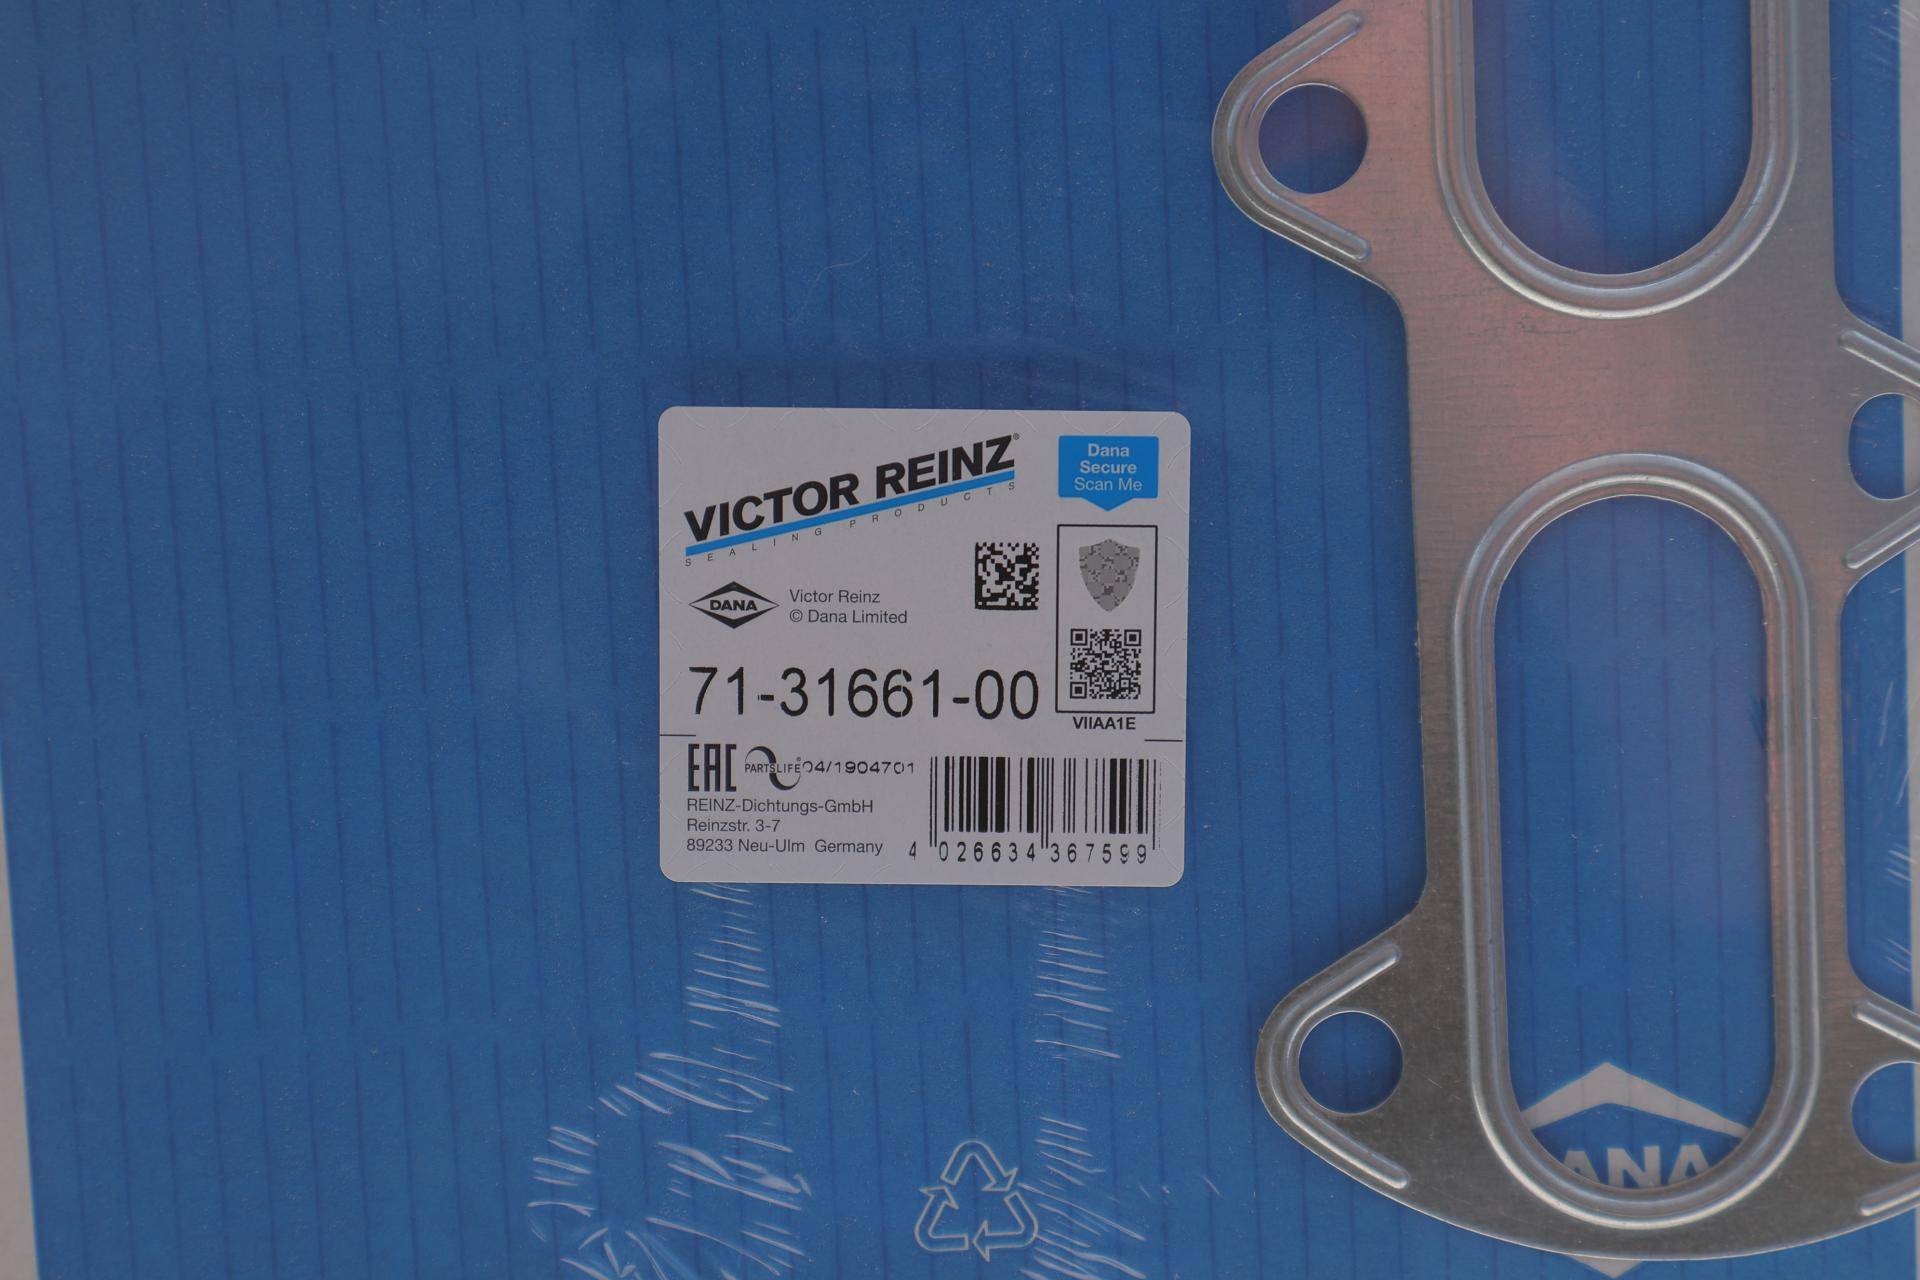 VICTOR REINZ®
SEALING PRODUCTS
Dana
Secure
Scan Me
DANA
Victor Reinz
© Dana Limited
71-31661-00
VIIAA1E
EAC PARTSLIFE® 04/1904701
REINZ-Dichtungs-GmbH
Reinzstr. 3-7
89233 Neu-Ulm Germany
4 026634 367599
DANA